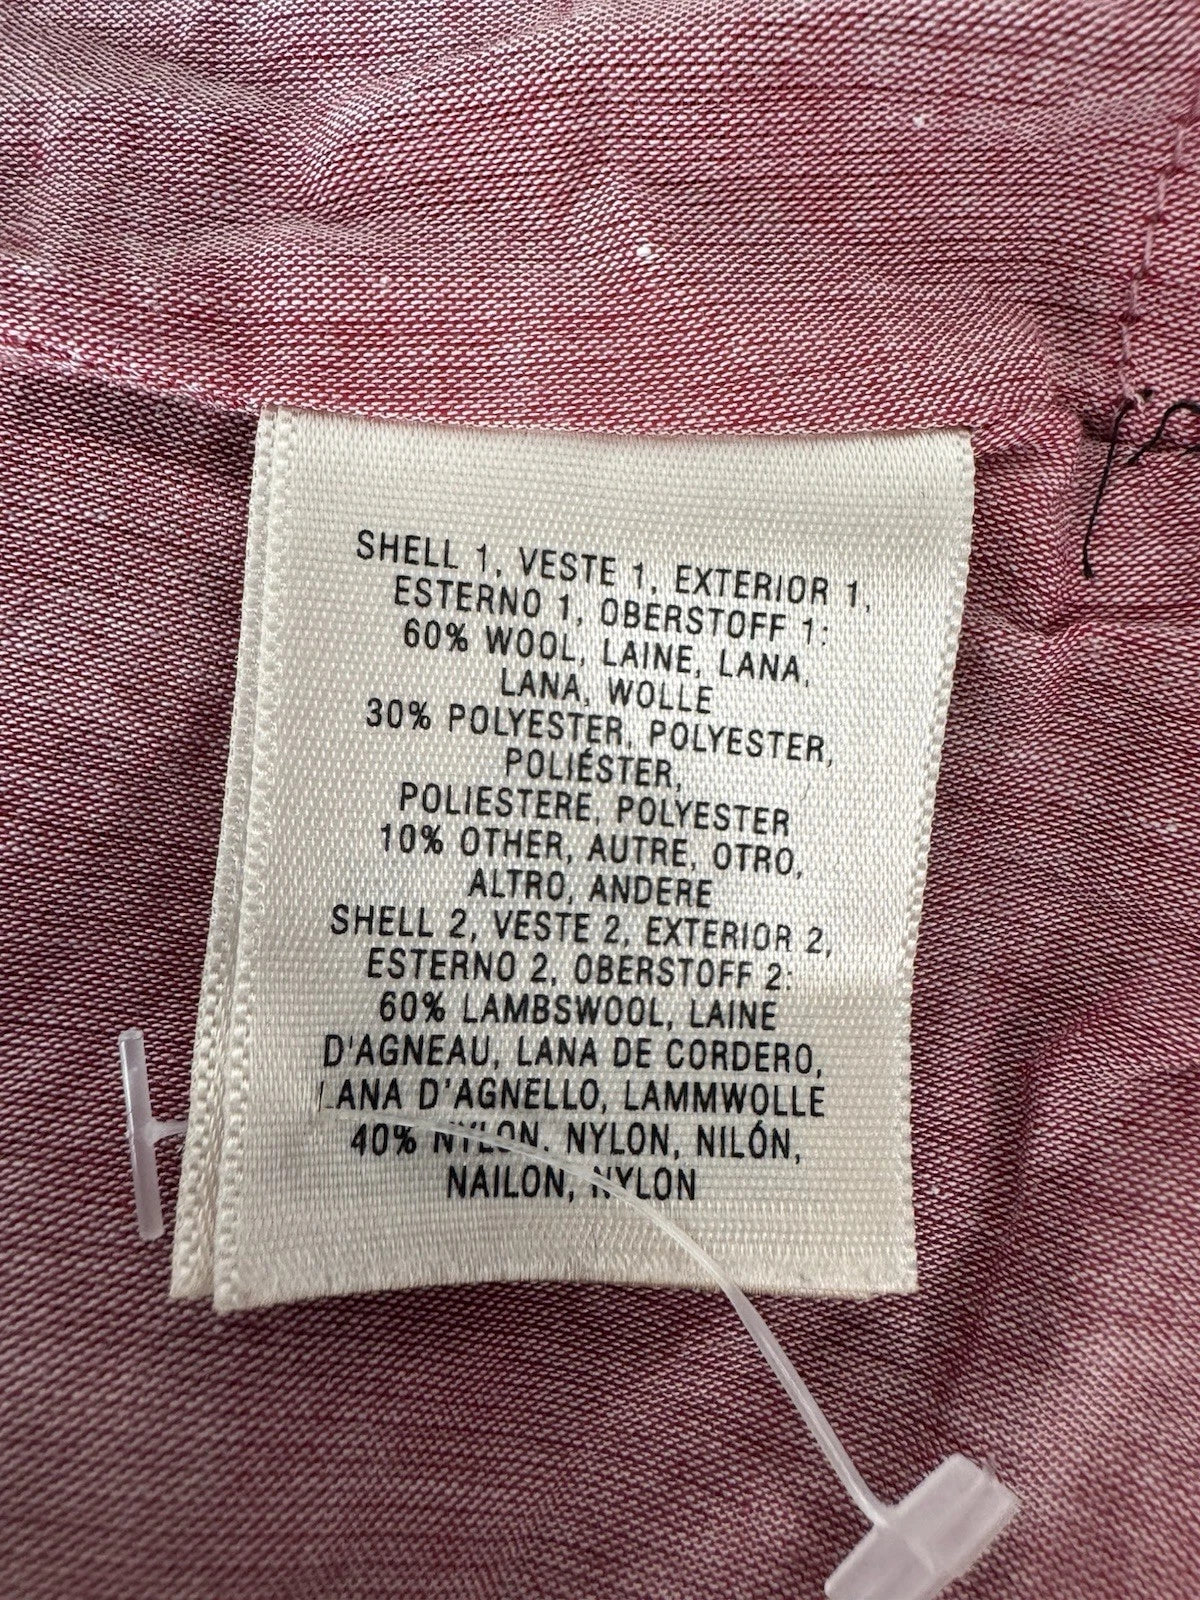 SHELL 1, VESTE 1, EXTERIOR 1,
ESTERNO 1, OBERSTOFF 1:
60% WOOL, LAINE, LANA,
LANA, WOLLE
30% POLYESTER, POLYESTER,
POLIÉSTER,
POLIESTERE, POLYESTER
10% OTHER, AUTRE, OTRO,
ALTRO, ANDERE
SHELL 2, VESTE 2, EXTERIOR 2,
ESTERNO 2, OBERSTOFF 2:
60% LAMBSWOOL, LAINE
D'AGNEAU, LANA DE CORDERO,
LANA D'AGNELLO, LAMMWOLLE
40% NYLON, NYLON, NILÓN,
NAILON, NYLON